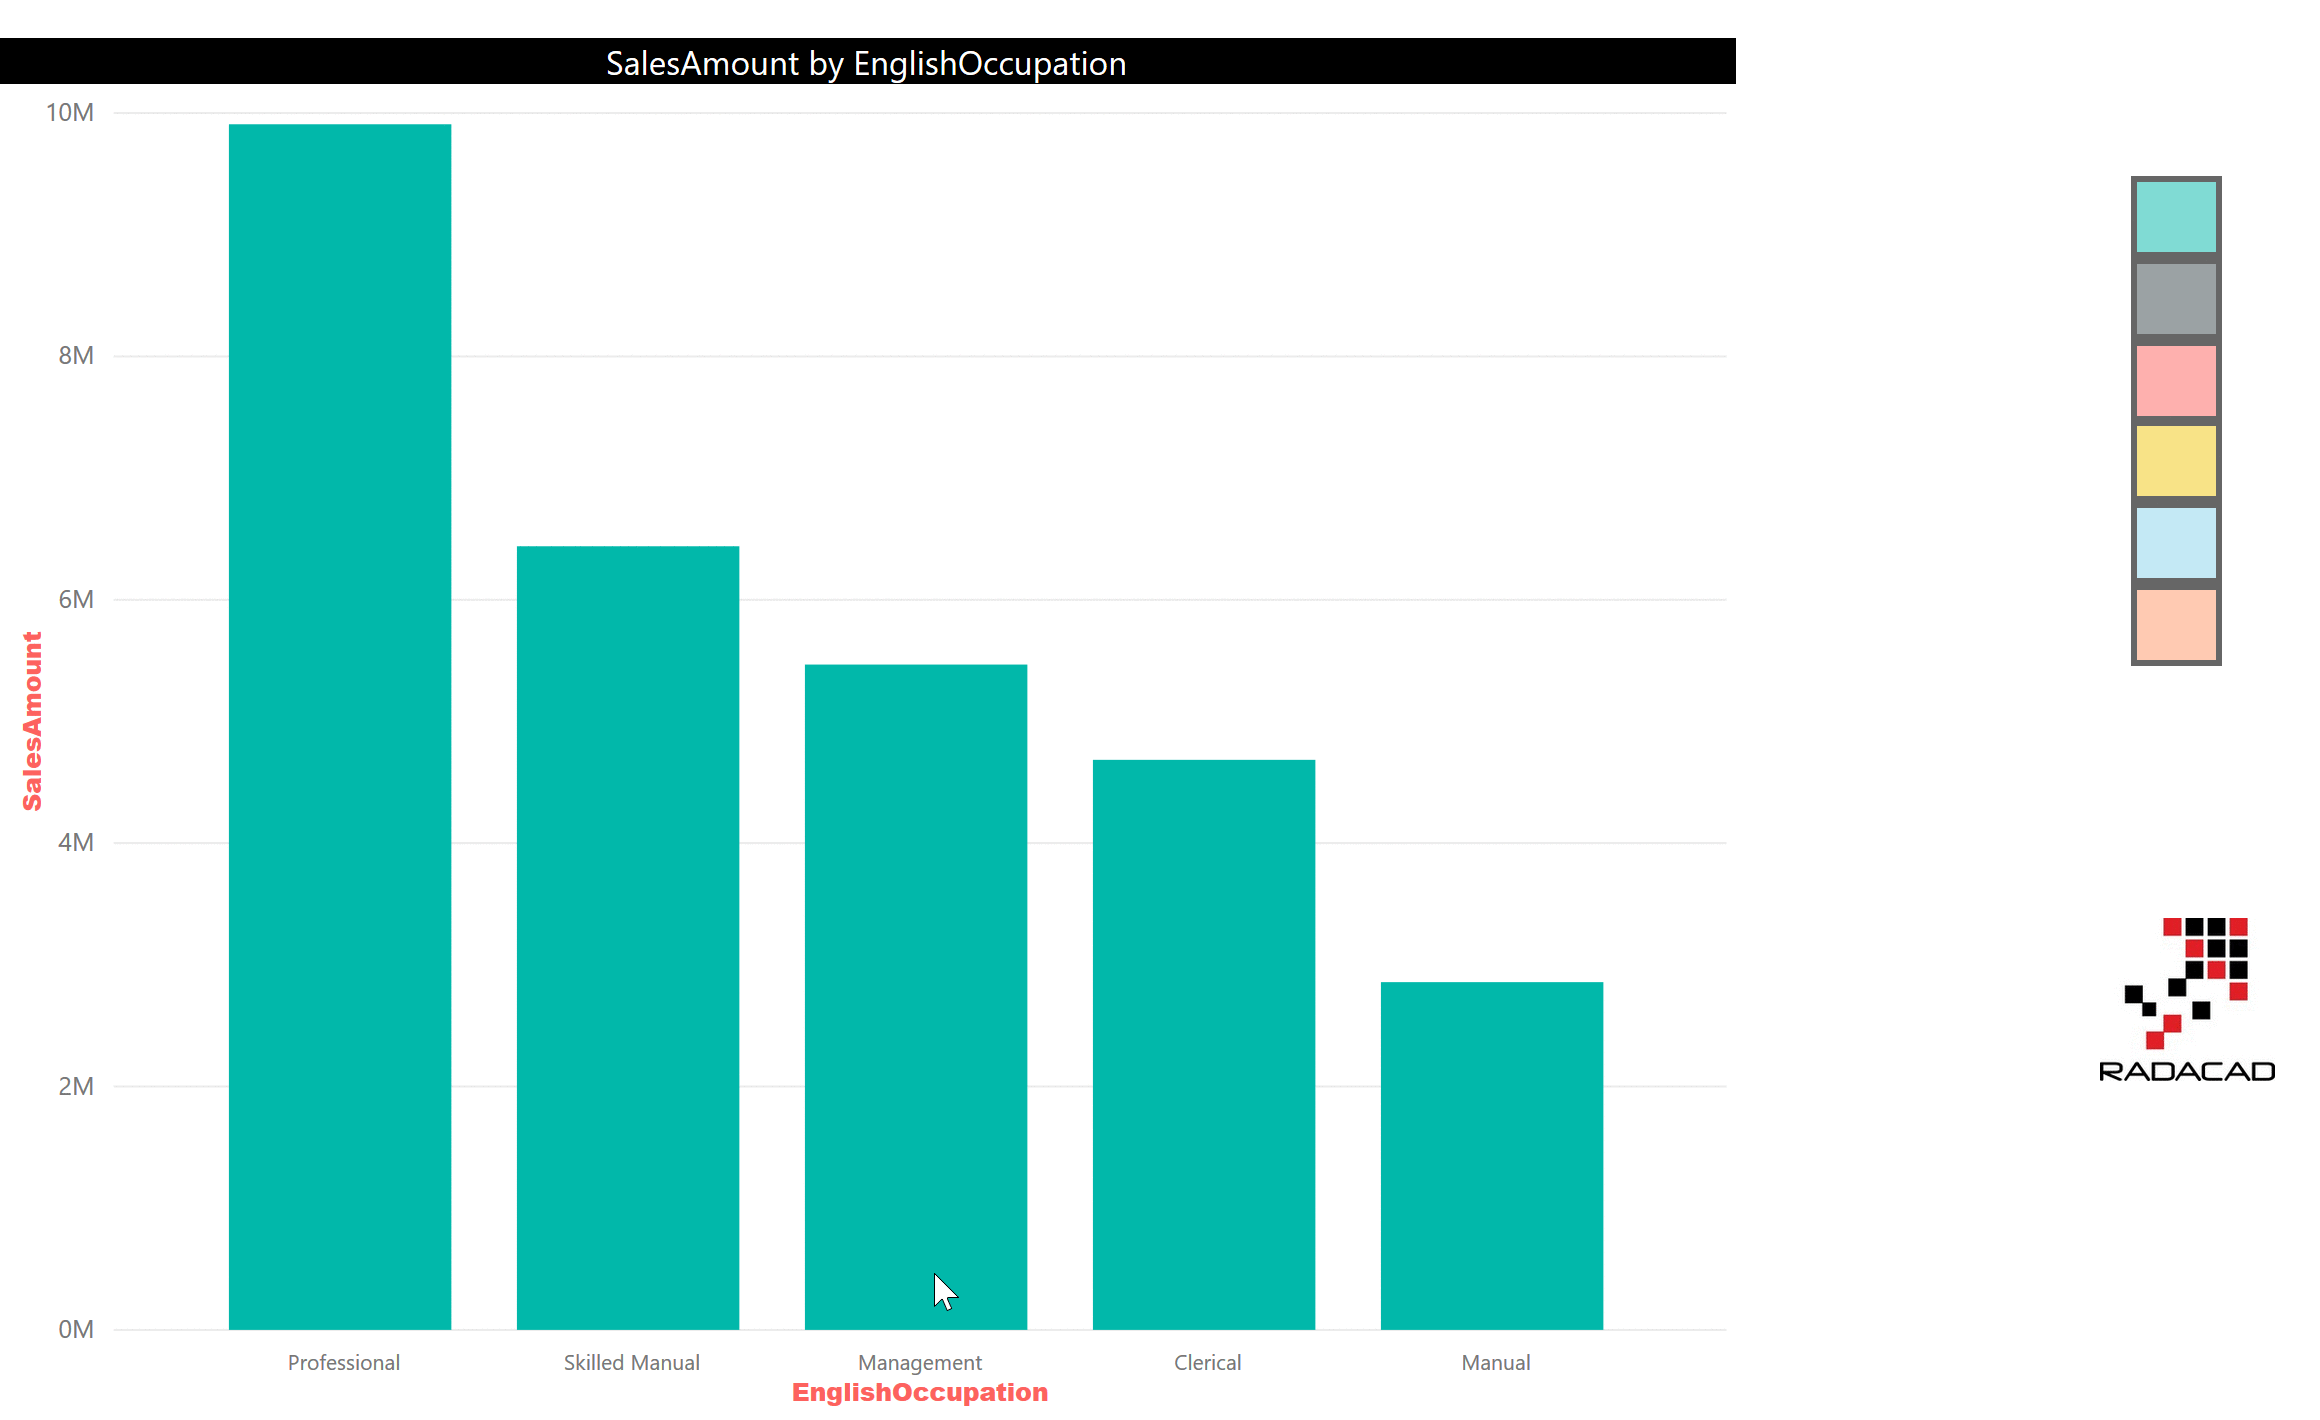 SalesAmount by EnglishOccupation
10M
8M
6M
4M
2M
0M
SalesAmount
Professional
Skilled Manual
Management
Clerical
Manual
EnglishOccupation
RADACAD